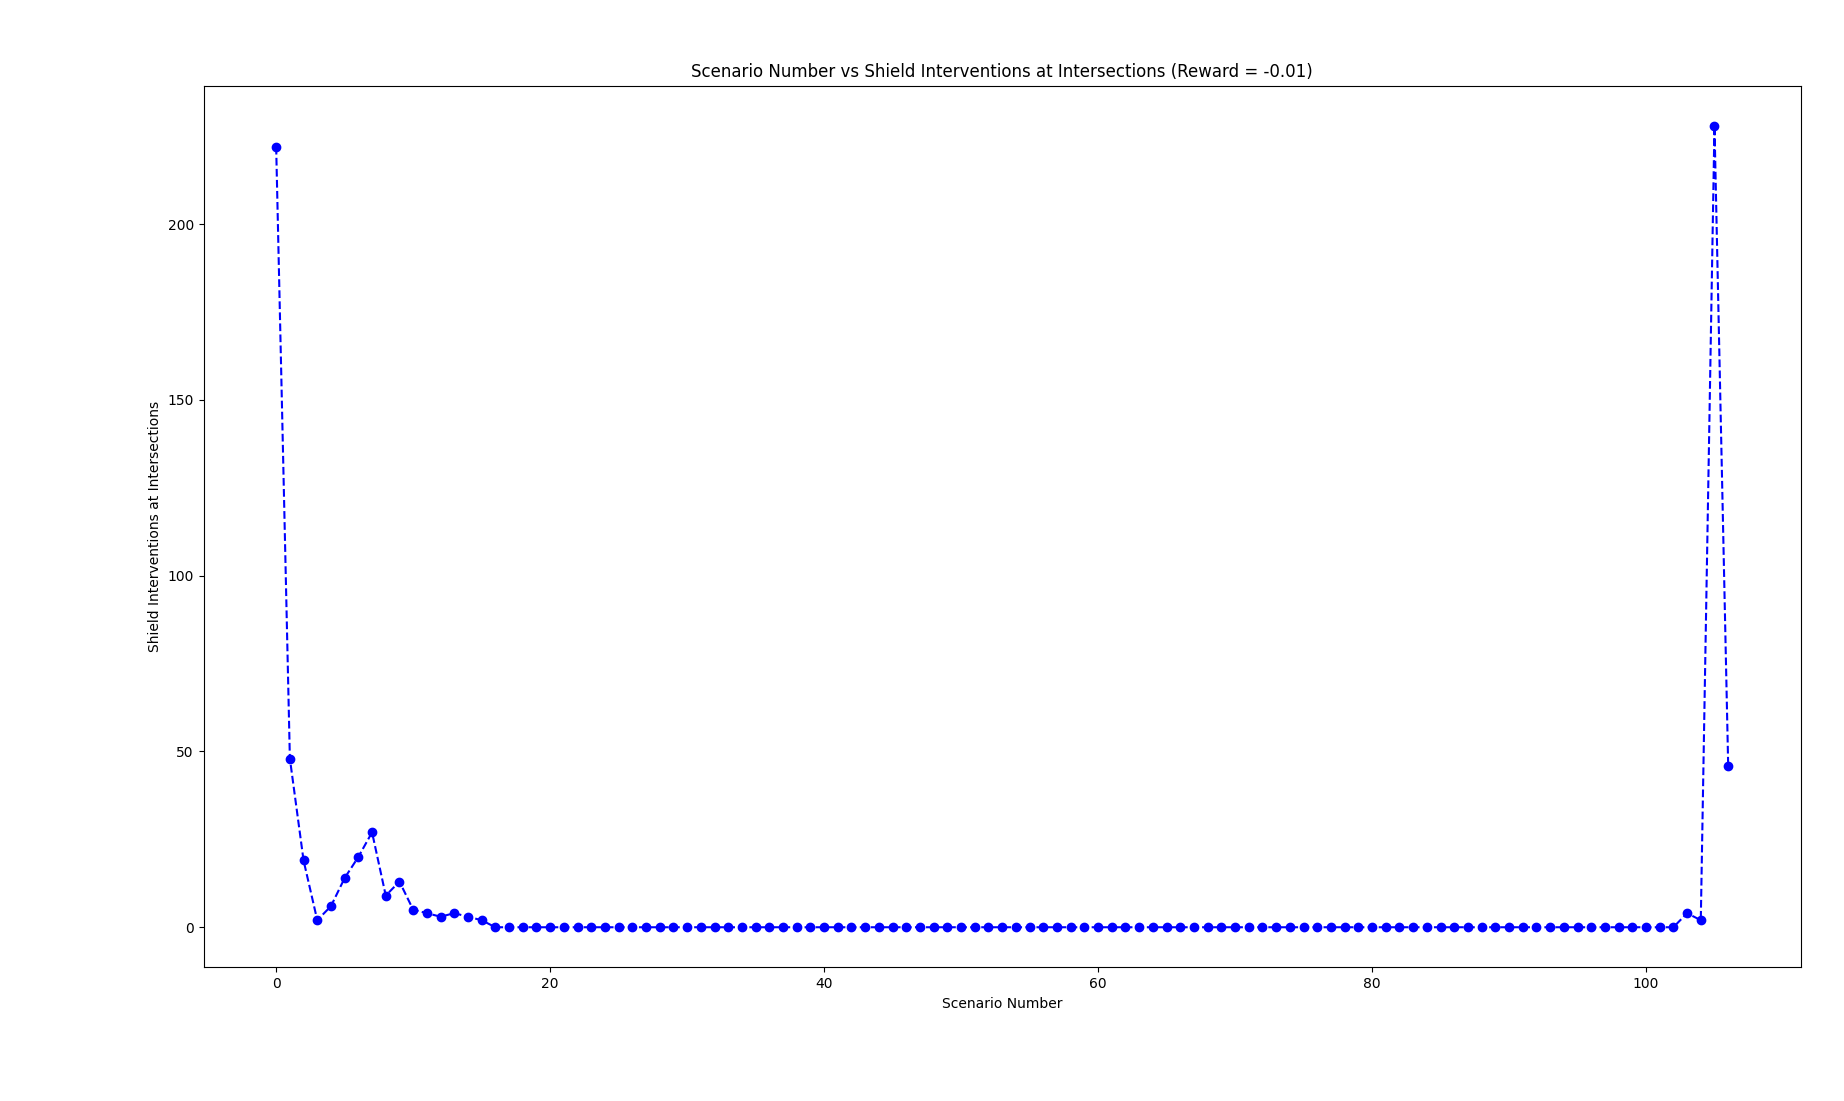 Scenario Number vs Shield Interventions at Intersections (Reward = -0.01)
Shield Interventions at Intersections
200
150
100
50
0
0 20 40 60 80 100
Scenario Number